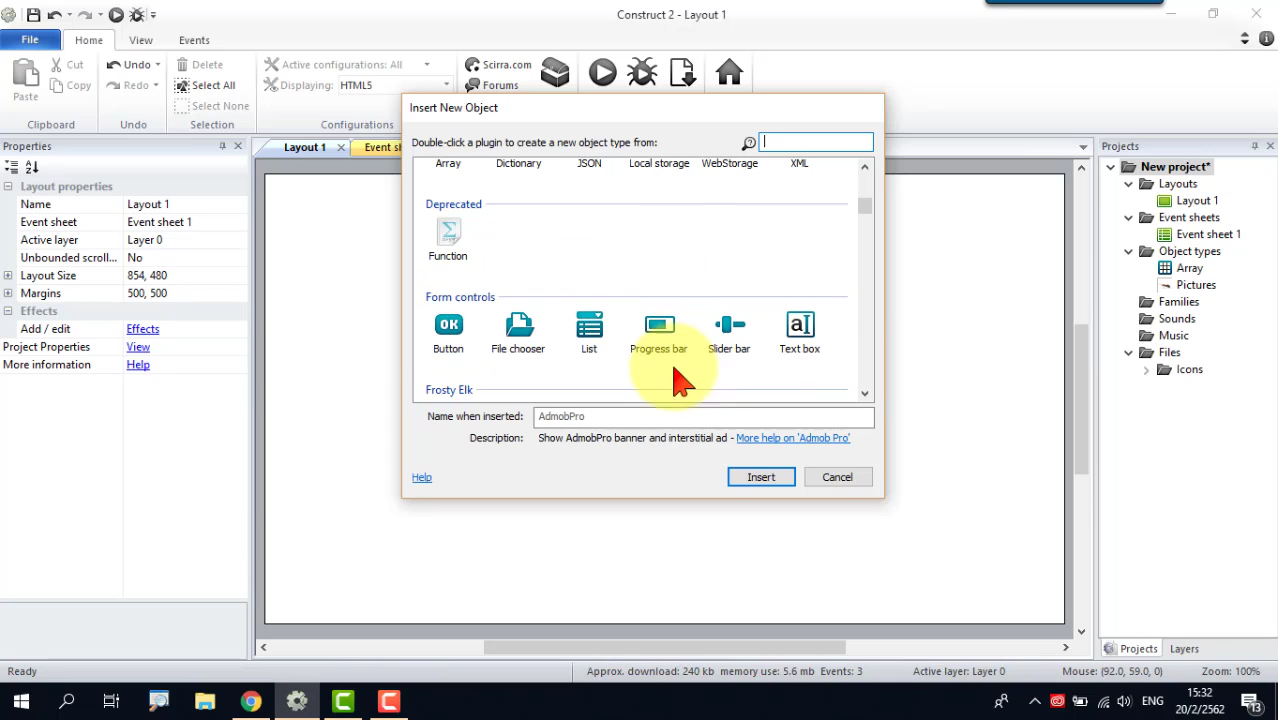 Construct 2 - Layout 1
File
Home
View
Events
Paste
Cut
Copy
Clipboard
Undo
Redo
Undo
Delete
Select All
Select None
Selection
Active configurations: All
Displaying: HTML5
Configurations
Scirra.com
Forums
Properties
Layout properties
Name Layout 1
Event sheet Event sheet 1
Active layer Layer 0
Unbounded scroll... No
Layout Size 854, 480
Margins 500, 500
Effects
Add / edit Effects
Project Properties View
More information Help
Layout 1
Event sh
Insert New Object
Double-click a plugin to create a new object type from:
Array Dictionary JSON Local storage WebStorage XML
Deprecated
Function
Form controls
OK aI
Button File chooser List Progress bar Slider bar Text box
Frosty Elk
Name when inserted: AdmobPro
Description: Show AdmobPro banner and interstitial ad - More help on 'Admob Pro'
Help
Insert
Cancel
Projects
New project*
Layouts
Layout 1
Event sheets
Event sheet 1
Object types
Array
Pictures
Families
Sounds
Music
Files
Icons
Projects
Layers
Ready
Approx. download: 240 kb memory use: 5.6 mb Events: 3
Active layer: Layer 0
Mouse: (92.0, 59.0, 0)
Zoom: 100%
ENG
15:32
20/2/2562
13